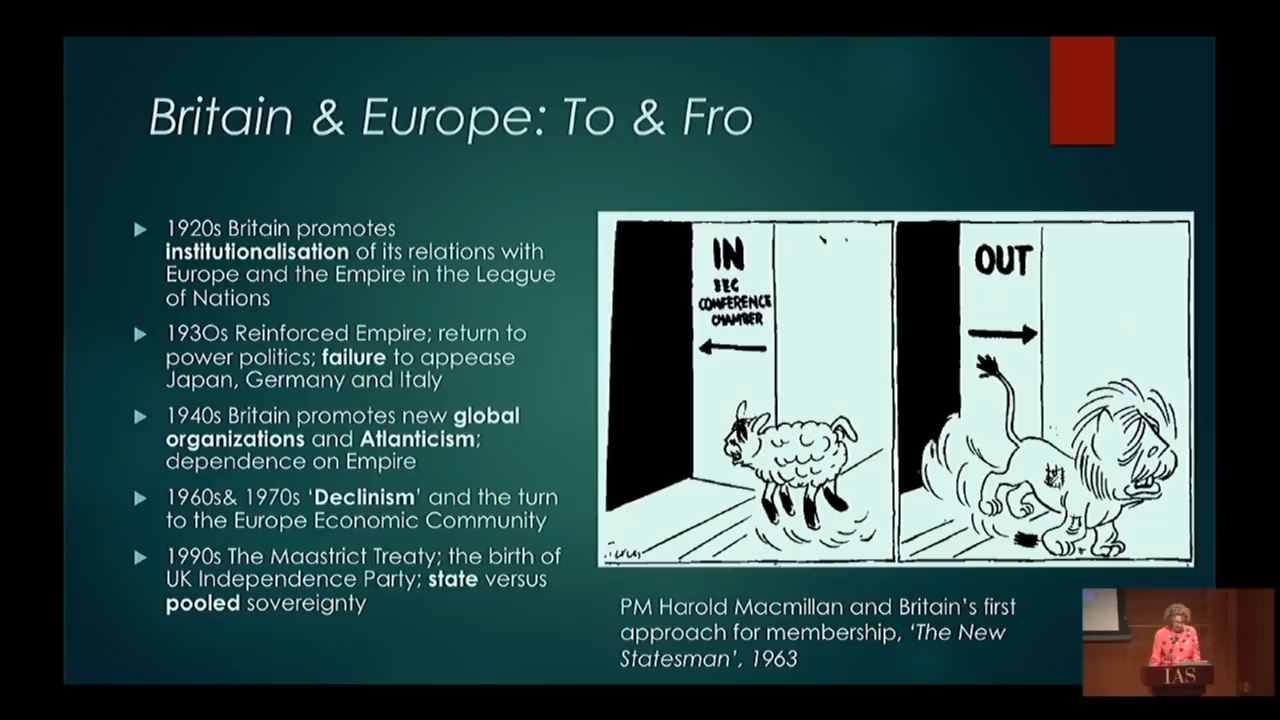 Britain & Europe: To & Fro
1920s Britain promotes
institutionalisation of its relations with
Europe and the Empire in the League
of Nations
193Os Reinforced Empire; return to
power politics; failure to appease
Japan, Germany and Italy
1940s Britain promotes new global
organizations and Atlanticism;
dependence on Empire
1960s& 1970s ‘Declinism’ and the turn
to the Europe Economic Community
1990s The Maastrict Treaty; the birth of
UK Independence Party; state versus
pooled sovereignty
IN
EEC
CONFERENCE
CHAMBER
OUT
PM Harold Macmillan and Britain’s first
approach for membership, ‘The New
Statesman’, 1963
IAS